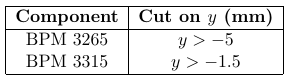 Component Cut on y (mm)
BPM 3265 y > −5
BPM 3315 y > −1.5